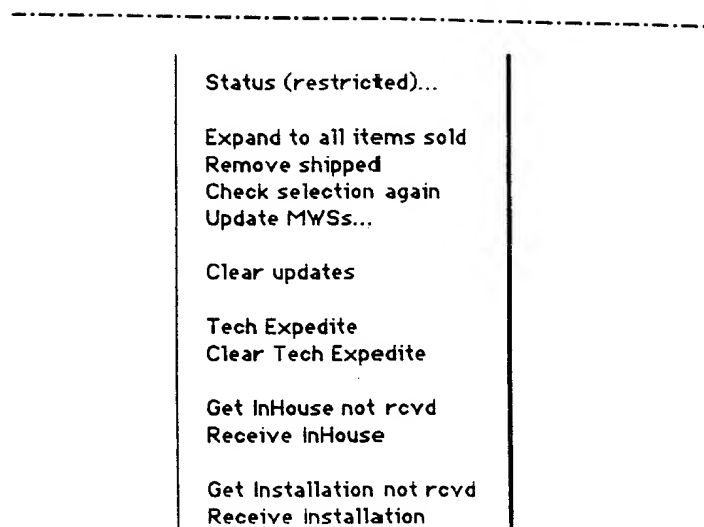 Status (restricted)...
Expand to all items sold
Remove shipped
Check selection again
Update MWSs...
Clear updates
Tech Expedite
Clear Tech Expedite
Get InHouse not rcvd
Receive InHouse
Get Installation not rcvd
Receive Installation